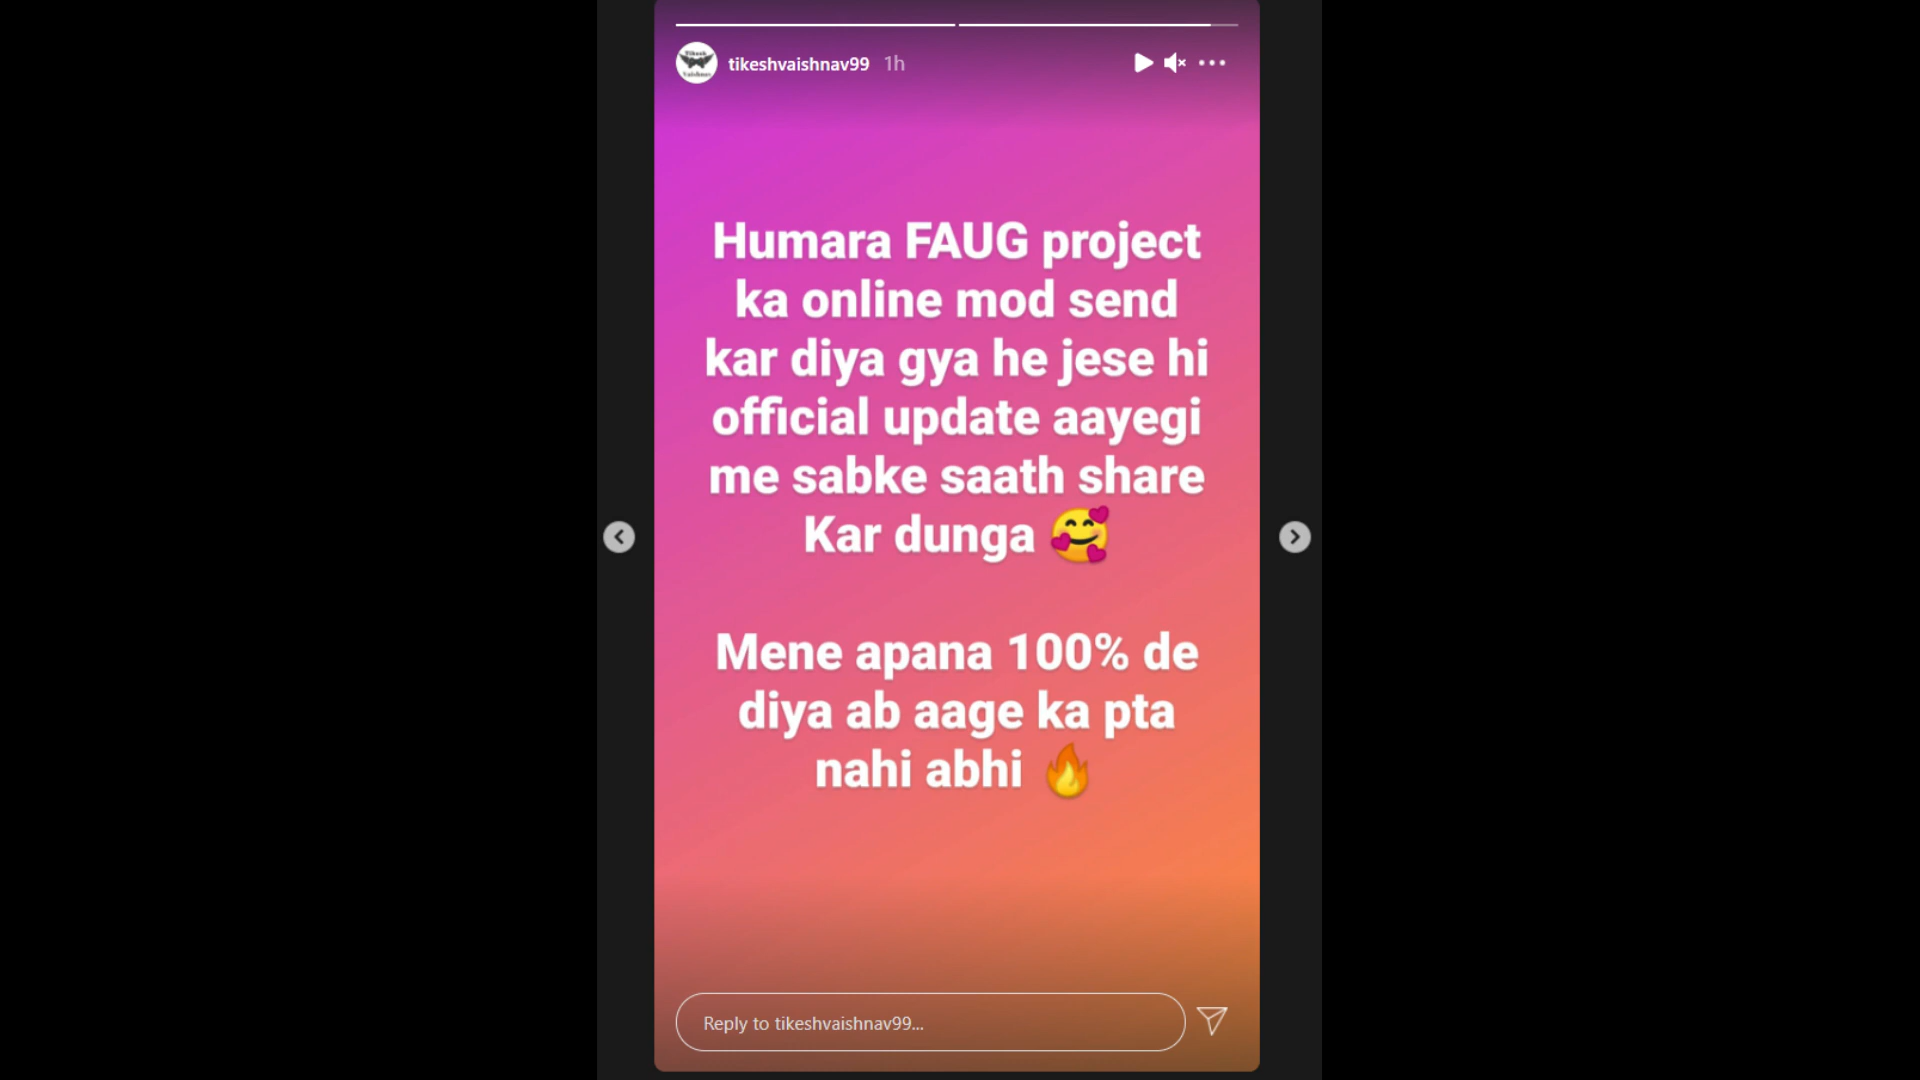 Tikesh
Vaishnav
tikeshvaishnav99 1h
Humara FAUG project
ka online mod send
kar diya gya he jese hi
official update aayegi
me sabke saath share
Kar dunga 🥰
Mene apana 100% de
diya ab aage ka pta
nahi abhi 🔥
Reply to tikeshvaishnav99...